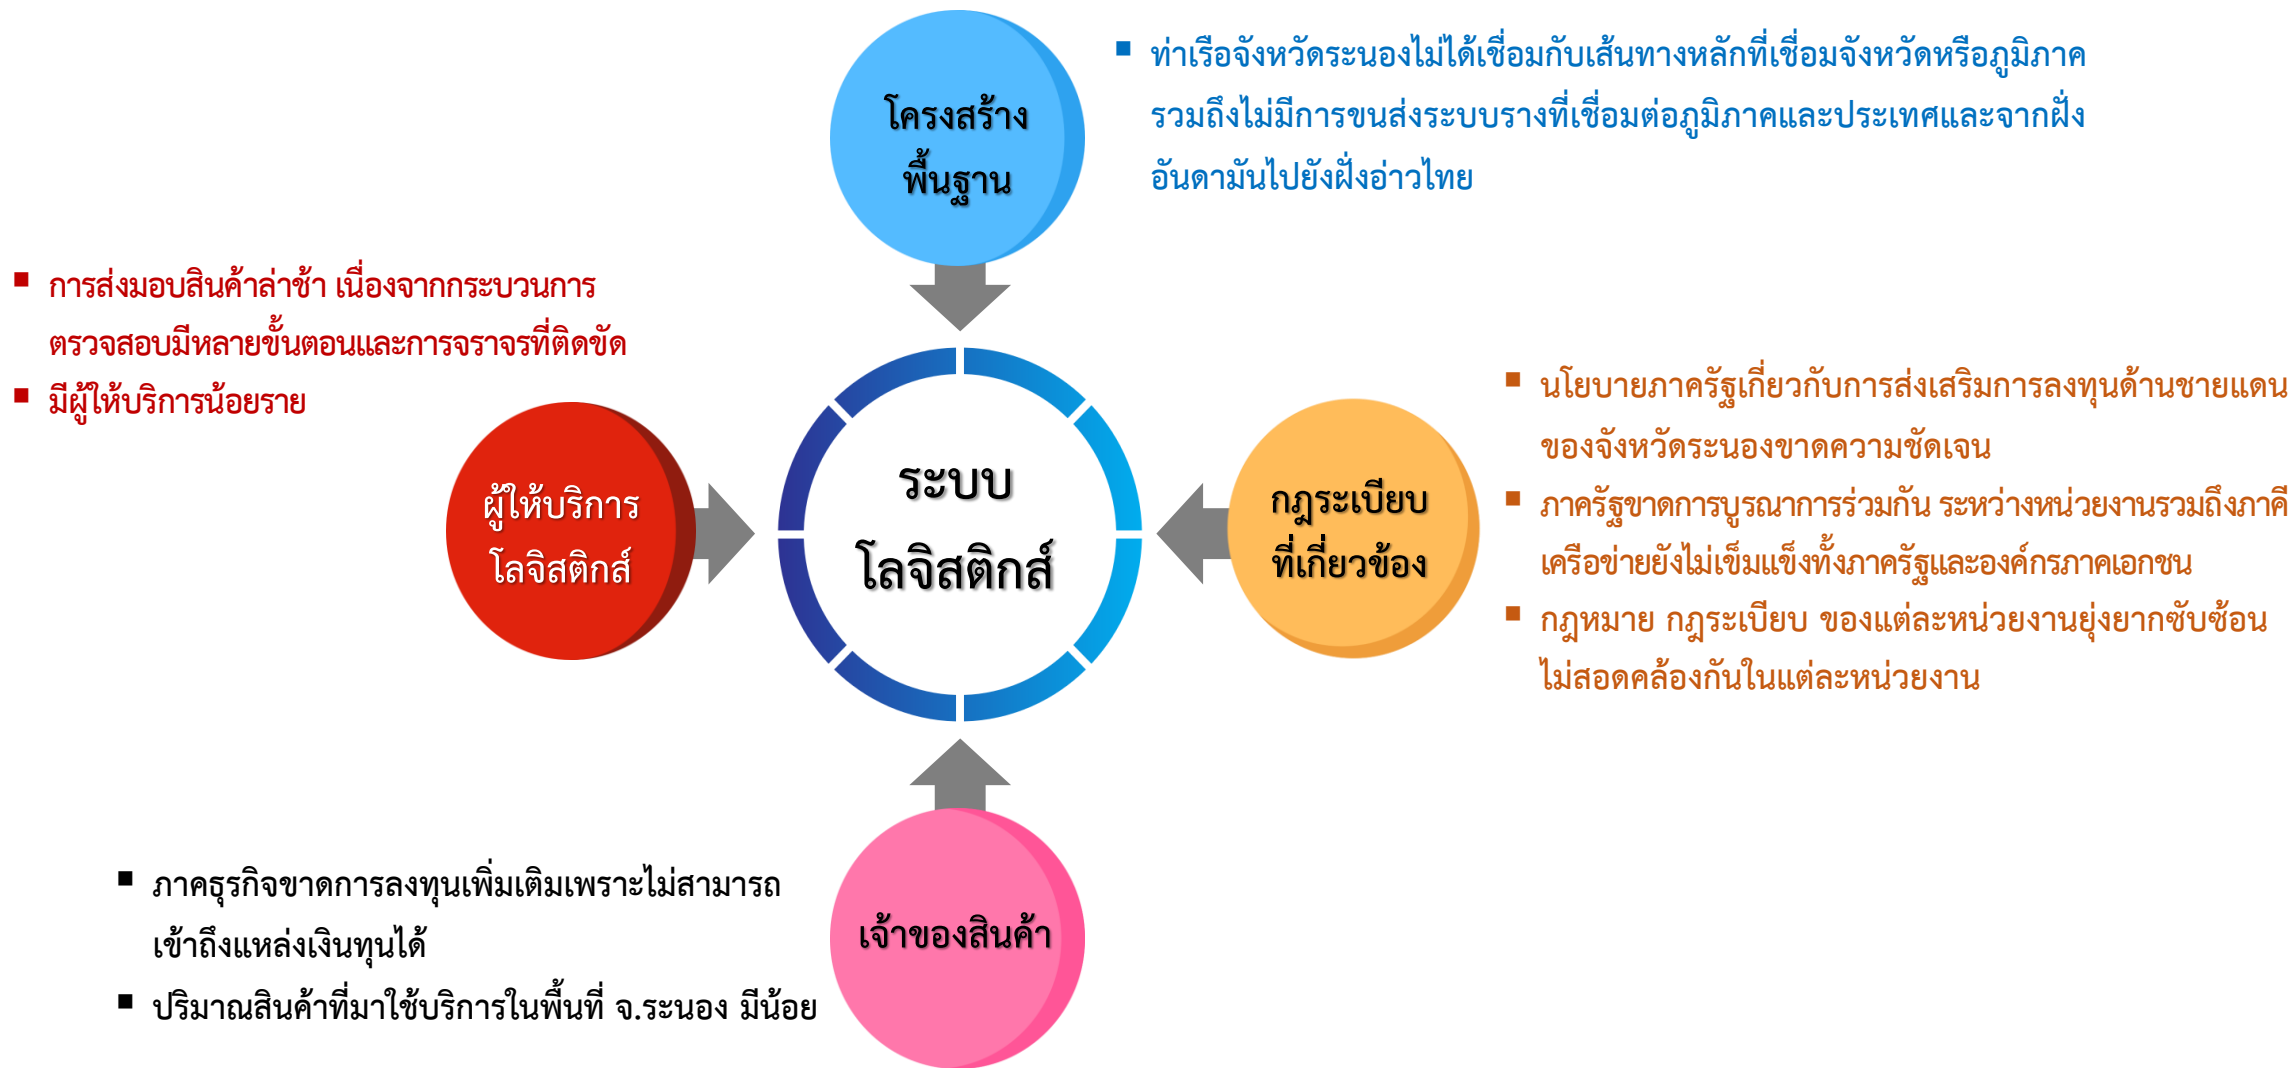 โครงสร้าง
พื้นฐาน
▪ ท่าเรือจังหวัดระนองไม่ได้เชื่อมกับเส้นทางหลักที่เชื่อมจังหวัดหรือภูมิภาค
รวมถึงไม่มีการขนส่งระบบรางที่เชื่อมต่อภูมิภาคและประเทศและจากฝั่ง
อันดามันไปยังฝั่งอ่าวไทย
▪ การส่งมอบสินค้าล่าช้า เนื่องจากกระบวนการ
ตรวจสอบมีหลายขั้นตอนและการจราจรที่ติดขัด
▪ มีผู้ให้บริการน้อยราย
ผู้ให้บริการ
โลจิสติกส์
ระบบ
โลจิสติกส์
กฎระเบียบ
ที่เกี่ยวข้อง
▪ นโยบายภาครัฐเกี่ยวกับการส่งเสริมการลงทุนด้านชายแดน
ของจังหวัดระนองขาดความชัดเจน
▪ ภาครัฐขาดการบูรณาการร่วมกัน ระหว่างหน่วยงานรวมถึงภาคี
เครือข่ายยังไม่เข็มแข็งทั้งภาครัฐและองค์กรภาคเอกชน
▪ กฎหมาย กฎระเบียบ ของแต่ละหน่วยงานยุ่งยากซับซ้อน
ไม่สอดคล้องกันในแต่ละหน่วยงาน
▪ ภาคธุรกิจขาดการลงทุนเพิ่มเติมเพราะไม่สามารถ
เข้าถึงแหล่งเงินทุนได้
▪ ปริมาณสินค้าที่มาใช้บริการในพื้นที่ จ.ระนอง มีน้อย
เจ้าของสินค้า